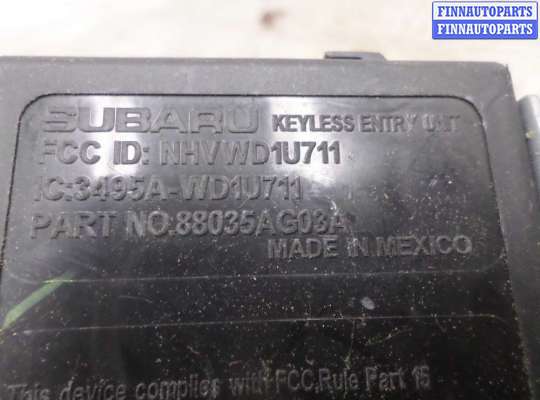 FINNAUTOPARTS
FINNAUTOPARTS
SUBARU KEYLESS ENTRY UNIT
FCC ID: NHVWD1U711
IC:3495A-WD1U711
PART NO.88035AG03A
MADE IN MEXICO
This device complies with FCC Rule Part 15